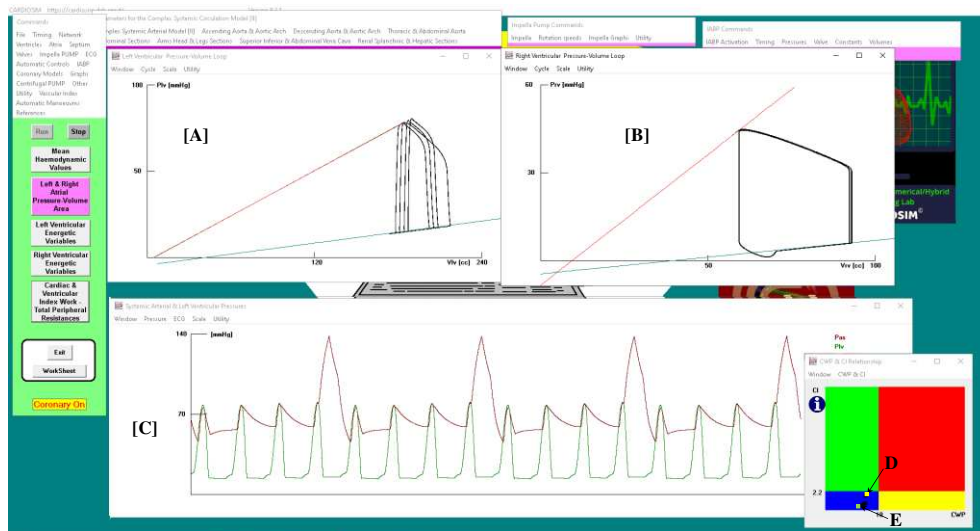 Commands
File Timing Network
Ventricles Atria Septum
Valves Impella PUMP ECG
Automatic Controls IABP
Coronary Models Graphs
Centrifugal PUMP Other
Utility Vascular Index
Automatic Manoeuvres
References
Run Stop
Mean
Haemodynamic
Values
Left & Right
Atrial
Pressure-Volume
Area
Left Ventricular
Energetic
Variables
Right Ventricular
Energetic
Variables
Cardiac &
Ventricular
Index Work -
Total Peripheral
Resistances
Exit
WorkSheet
Coronary On
Ascending Aorta & Aortic Arch Descending Aorta & Aortic Arch Thoracic & Abdominal Aorta
Superior Inferior & Abdominal Vena Cava Renal Splanchnic & Hepatic Sections
Left Ventricular Pressure-Volume Loop
Window Cycle Scale Utility
100 Plv [mmHg]
[A]
50
120 Vlv [cc] 240
Impella Pump Commands
Impella Rotation speeds Impella Graphs Utility
IABP Commands
IABP Activation Timing Pressures Valve Constants Volumes
Right Ventricular Pressure-Volume Loop
Window Cycle Scale Utility
60 Prv [mmHg]
[B]
30
50 Vrv [cc] 100
Systemic Arterial & Left Ventricular Pressures
Window Pressure ECG Scale Utility
140 [mmHg]
Pas
Plv
70
[C]
CWP & CI Relationship
Window CWP & CI
CI
D
2.2
E
CWP